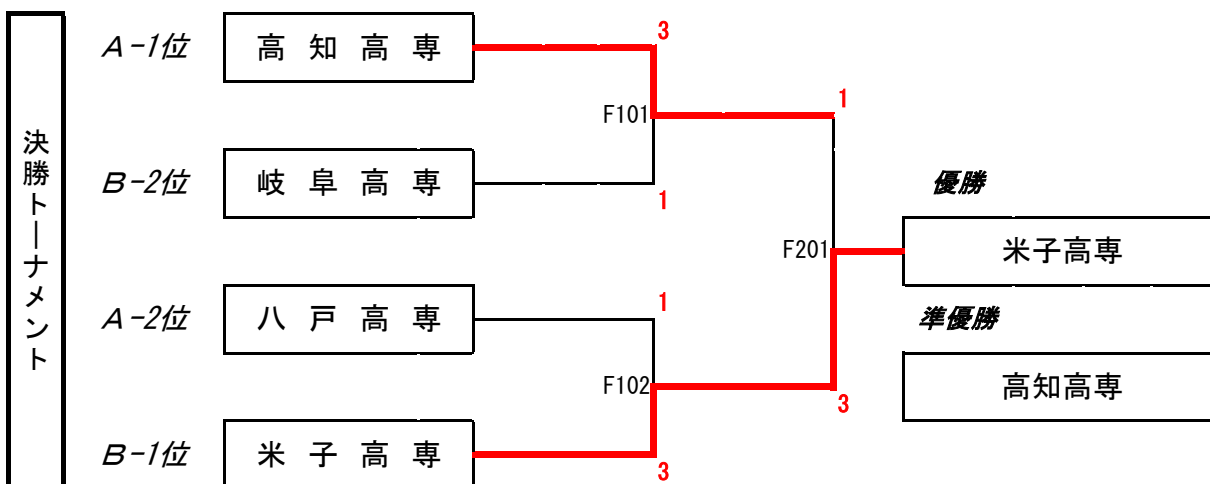 決勝トーナメント
A-1位 高知高専 3
F101 1
B-2位 岐阜高専 1
優勝
F201 米子高専
A-2位 八戸高専 1
準優勝
F102 3 高知高専
B-1位 米子高専 3